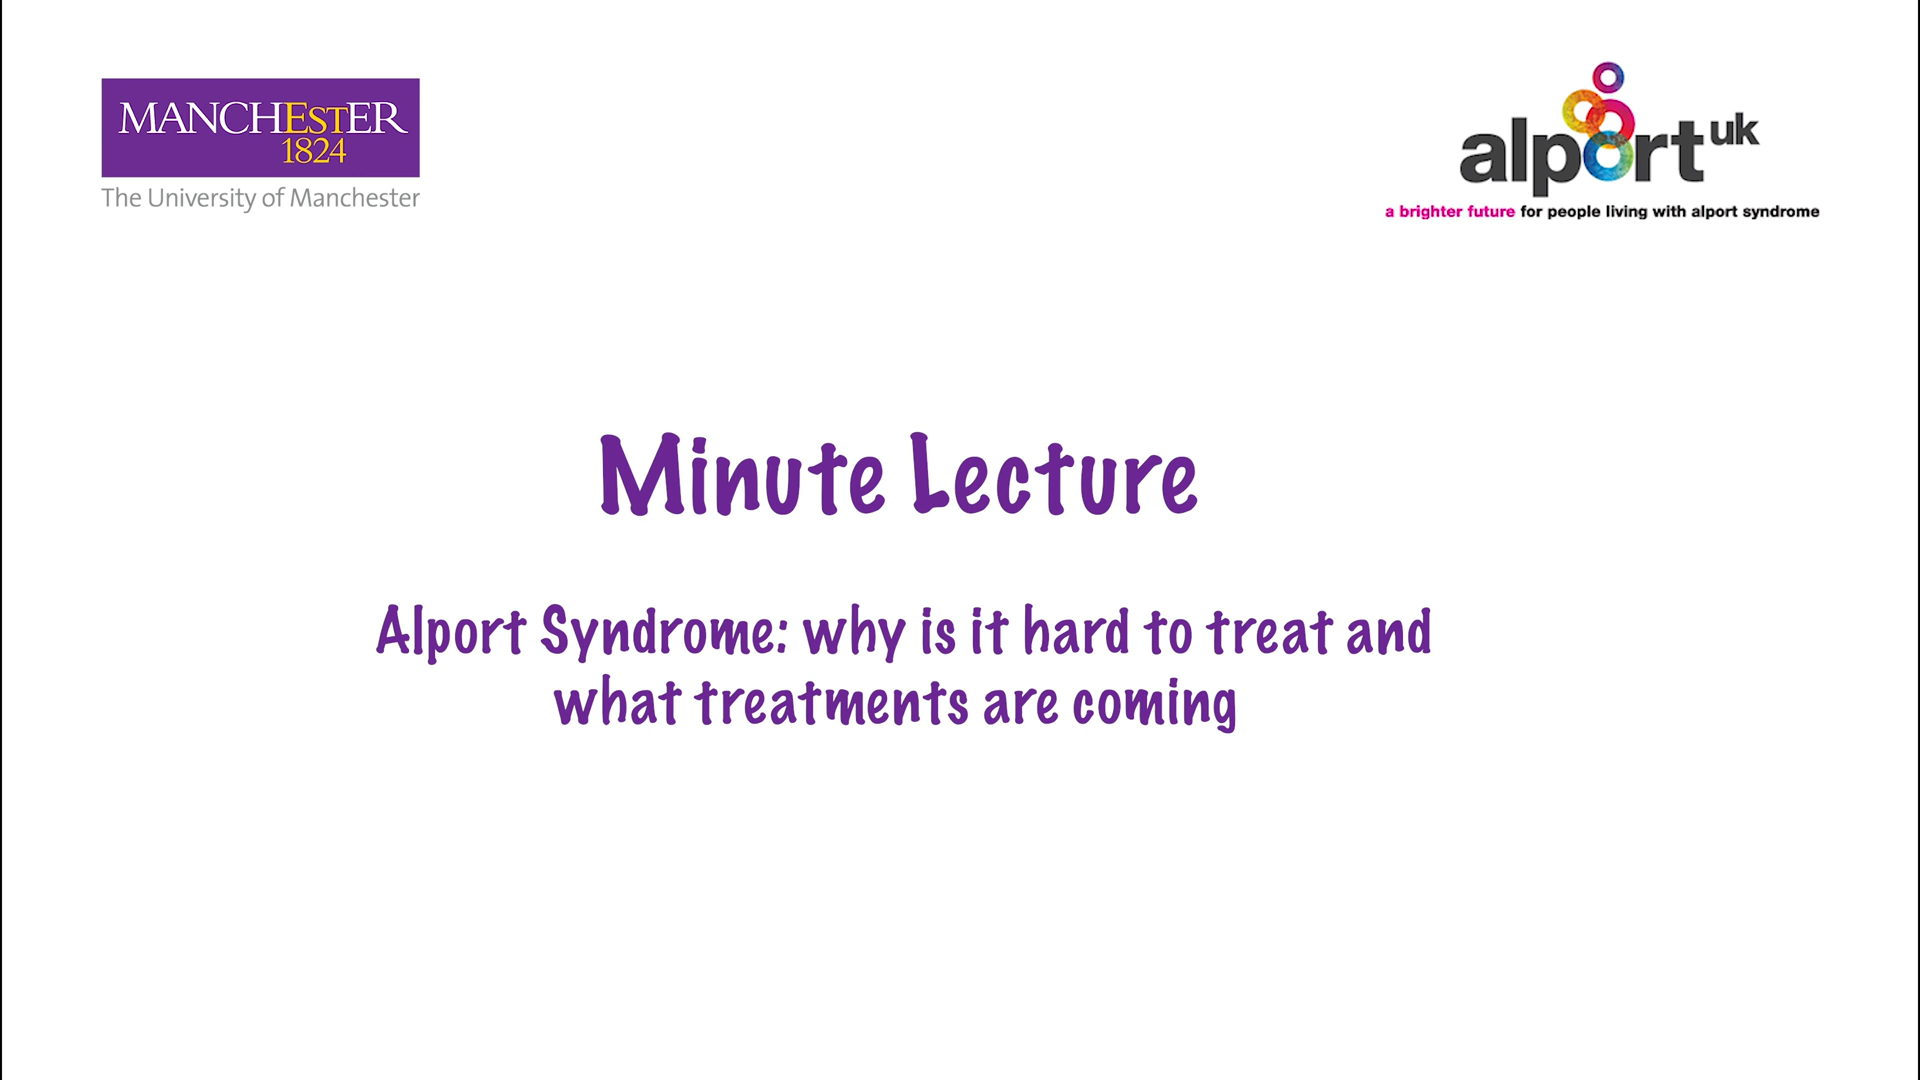 MANCHEsTER
1824
The University of Manchester
alport uk
a brighter future for people living with alport syndrome
Minute Lecture
Alport Syndrome: why is it hard to treat and
what treatments are coming